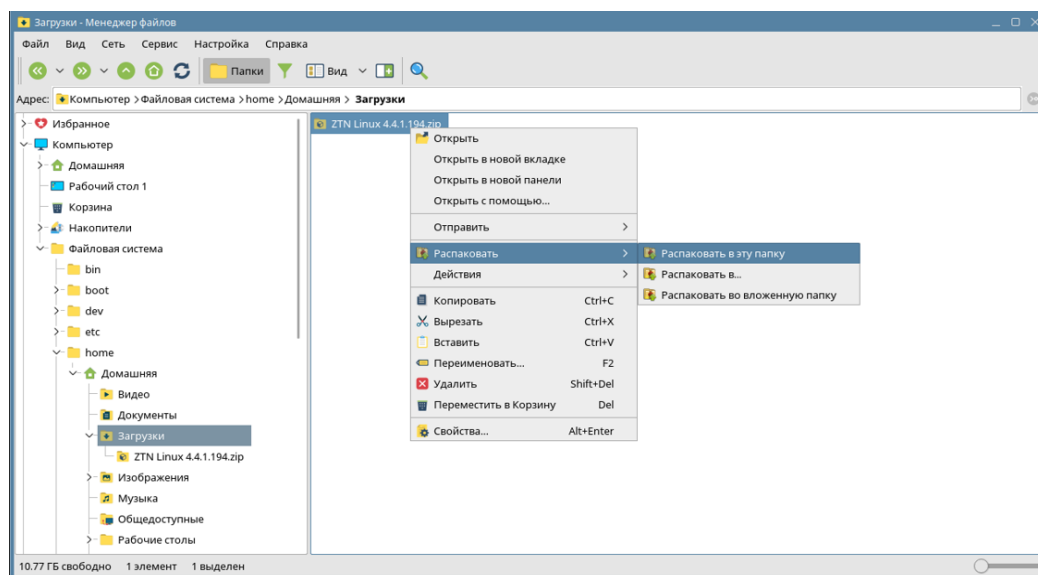 Загрузки - Менеджер файлов
Файл Вид Сеть Сервис Настройка Справка
Папки Вид
Адрес: Компьютер > Файловая система > home > Домашняя > Загрузки
Избранное
Компьютер
Домашняя
Рабочий стол 1
Корзина
Накопители
Файловая система
bin
boot
dev
etc
home
Домашняя
Видео
Документы
Загрузки
ZTN Linux 4.4.1.194.zip
Изображения
Музыка
Общедоступные
Рабочие столы
ZTN Linux 4.4.1.194.zip
Открыть
Открыть в новой вкладке
Открыть в новой панели
Открыть с помощью...
Отправить
Распаковать
Действия
Копировать Ctrl+C
Вырезать Ctrl+X
Вставить Ctrl+V
Переименовать... F2
Удалить Shift+Del
Переместить в Корзину Del
Свойства... Alt+Enter
Распаковать в эту папку
Распаковать в...
Распаковать во вложенную папку
10.77 ГБ свободно 1 элемент 1 выделен